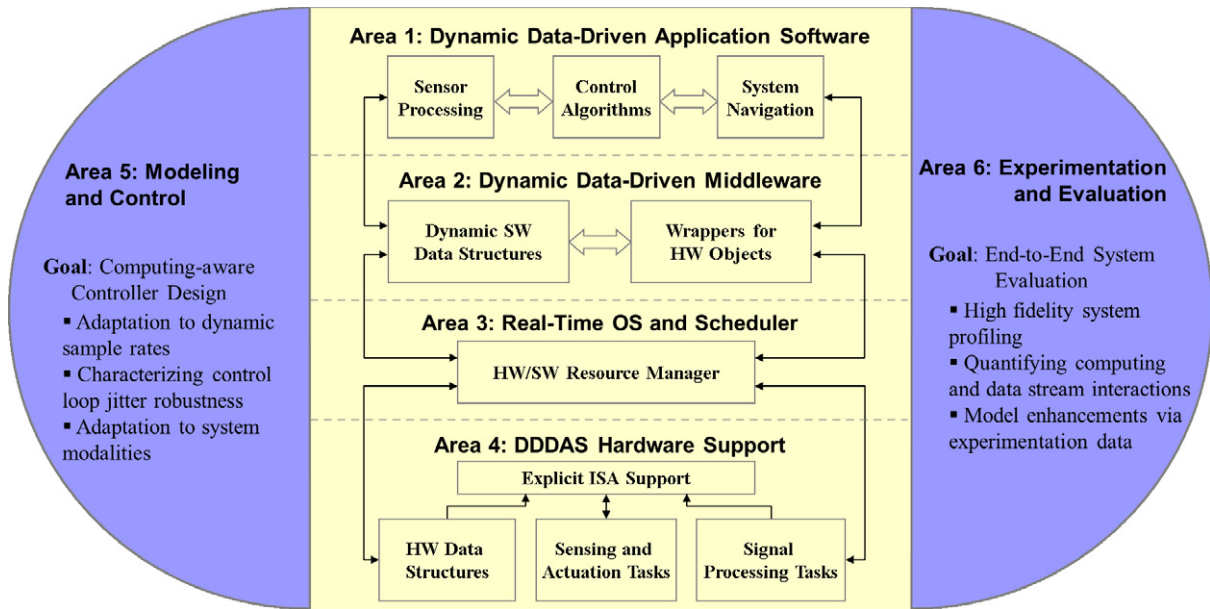 Area 1: Dynamic Data-Driven Application Software
Sensor
Processing
Control
Algorithms
System
Navigation
Area 5: Modeling
and Control
Goal: Computing-aware
Controller Design
▪ Adaptation to dynamic
sample rates
▪ Characterizing control
loop jitter robustness
▪ Adaptation to system
modalities
Area 2: Dynamic Data-Driven Middleware
Dynamic SW
Data Structures
Wrappers for
HW Objects
Area 3: Real-Time OS and Scheduler
HW/SW Resource Manager
Area 4: DDDAS Hardware Support
Explicit ISA Support
HW Data
Structures
Sensing and
Actuation Tasks
Signal
Processing Tasks
Area 6: Experimentation
and Evaluation
Goal: End-to-End System
Evaluation
▪ High fidelity system
profiling
▪ Quantifying computing
and data stream interactions
▪ Model enhancements via
experimentation data